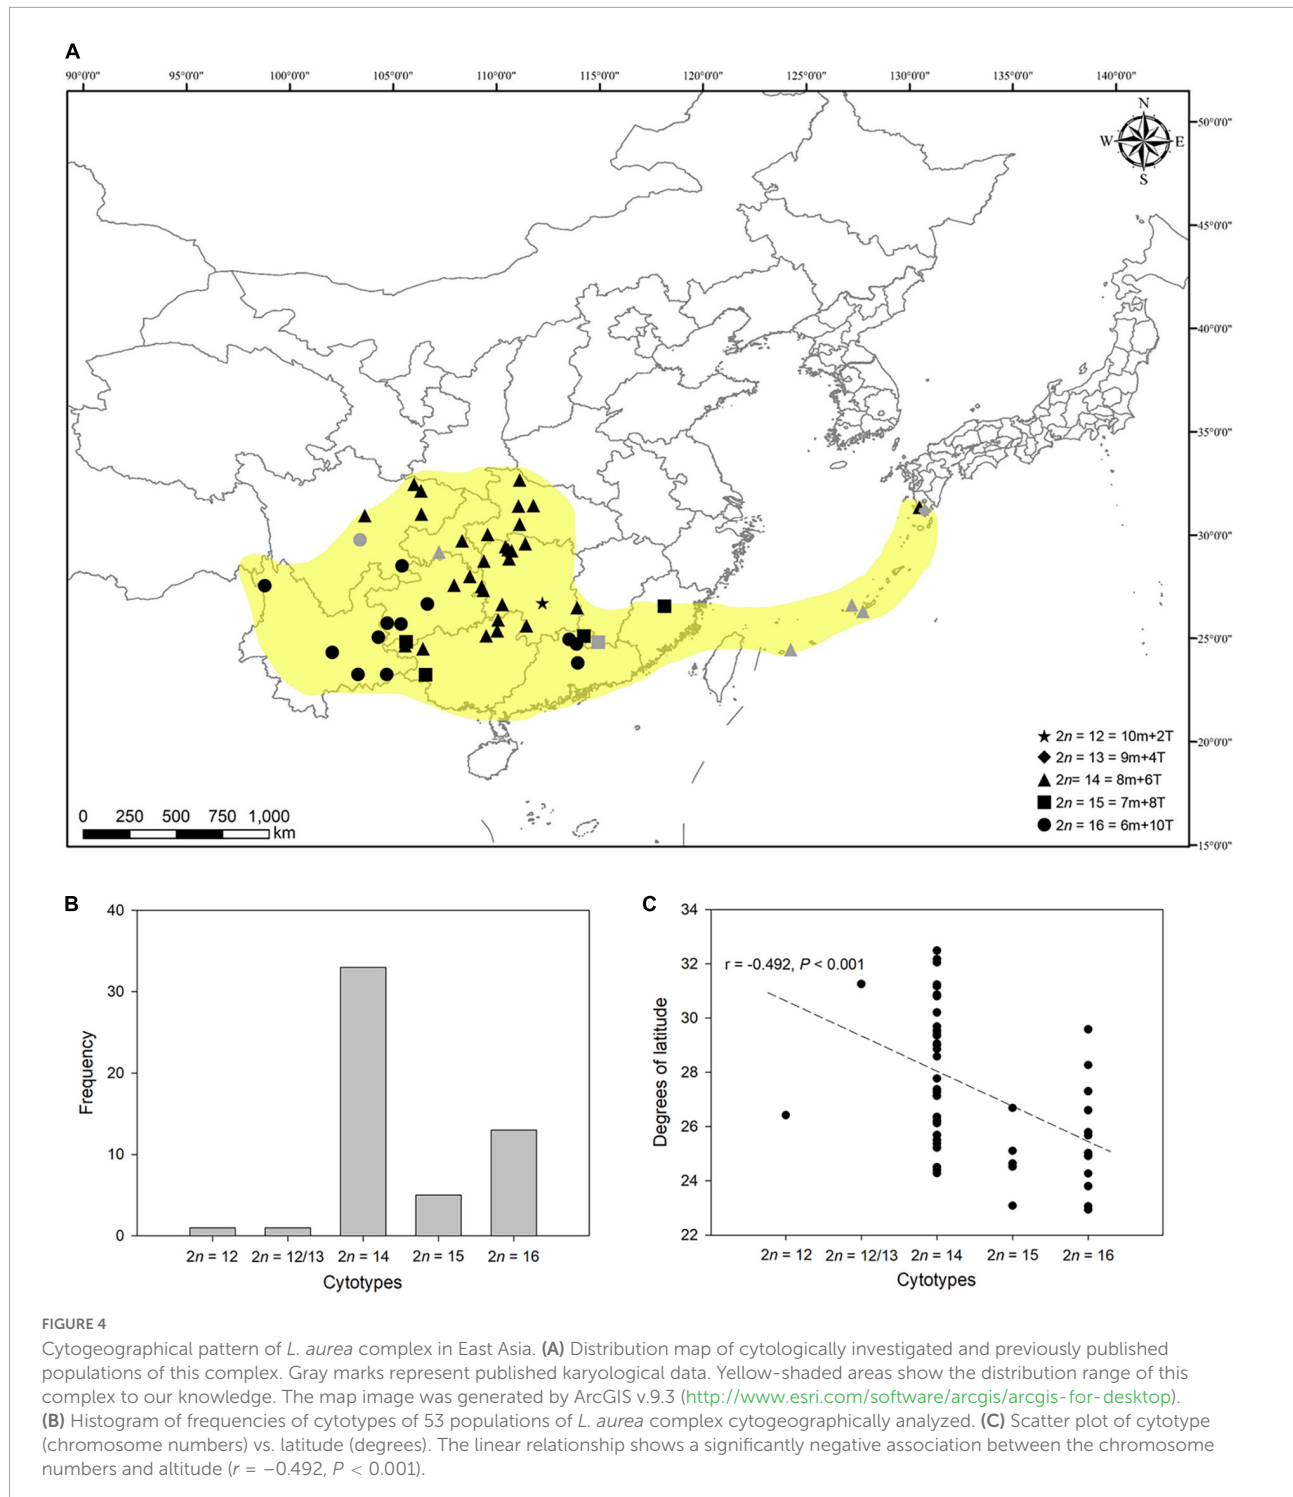 A
90°0'0" 95°0'0" 100°0'0" 105°0'0" 110°0'0" 115°0'0" 120°0'0" 125°0'0" 130°0'0" 135°0'0" 140°0'0"
N
W E
S
50°0'0"
45°0'0"
40°0'0"
35°0'0"
30°0'0"
25°0'0"
20°0'0"
15°0'0"
2n = 12 = 10m+2T
2n = 13 = 9m+4T
2n= 14 = 8m+6T
2n = 15 = 7m+8T
2n = 16 = 6m+10T
0 250 500 750 1,000
km
B
40
30
20
10
0
Frequency
2n = 12 2n = 12/13 2n = 14 2n = 15 2n = 16
Cytotypes
C
34
32
30
28
26
24
22
Degrees of latitude
r = -0.492, P < 0.001
2n = 12 2n = 12/13 2n = 14 2n = 15 2n = 16
Cytotypes
FIGURE 4
Cytogeographical pattern of L. aurea complex in East Asia. (A) Distribution map of cytologically investigated and previously published
populations of this complex. Gray marks represent published karyological data. Yellow-shaded areas show the distribution range of this
complex to our knowledge. The map image was generated by ArcGIS v.9.3 (http://www.esri.com/software/arcgis/arcgis-for-desktop).
(B) Histogram of frequencies of cytotypes of 53 populations of L. aurea complex cytogeographically analyzed. (C) Scatter plot of cytotype
(chromosome numbers) vs. latitude (degrees). The linear relationship shows a significantly negative association between the chromosome
numbers and altitude (r = −0.492, P < 0.001).